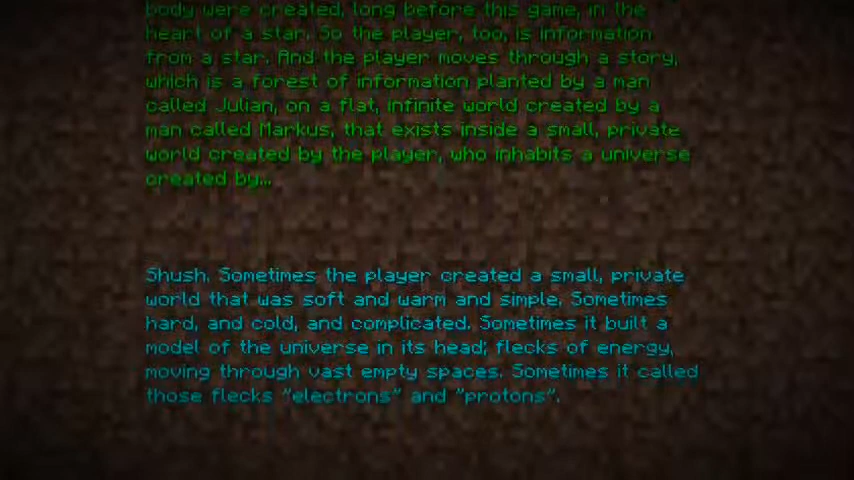 body were created, long before this game, in the
heart of a star. So the player, too, is information
from a star. And the player moves through a story,
which is a forest of information planted by a man
called Julian, on a flat, infinite world created by a
man called Markus, that exists inside a small, private
world created by the player, who inhabits a universe
created by...
Shush. Sometimes the player created a small, private
world that was soft and warm and simple. Sometimes
hard, and cold, and complicated. Sometimes it built a
model of the universe in its head; flecks of energy,
moving through vast empty spaces. Sometimes it called
those flecks "electrons" and "protons".